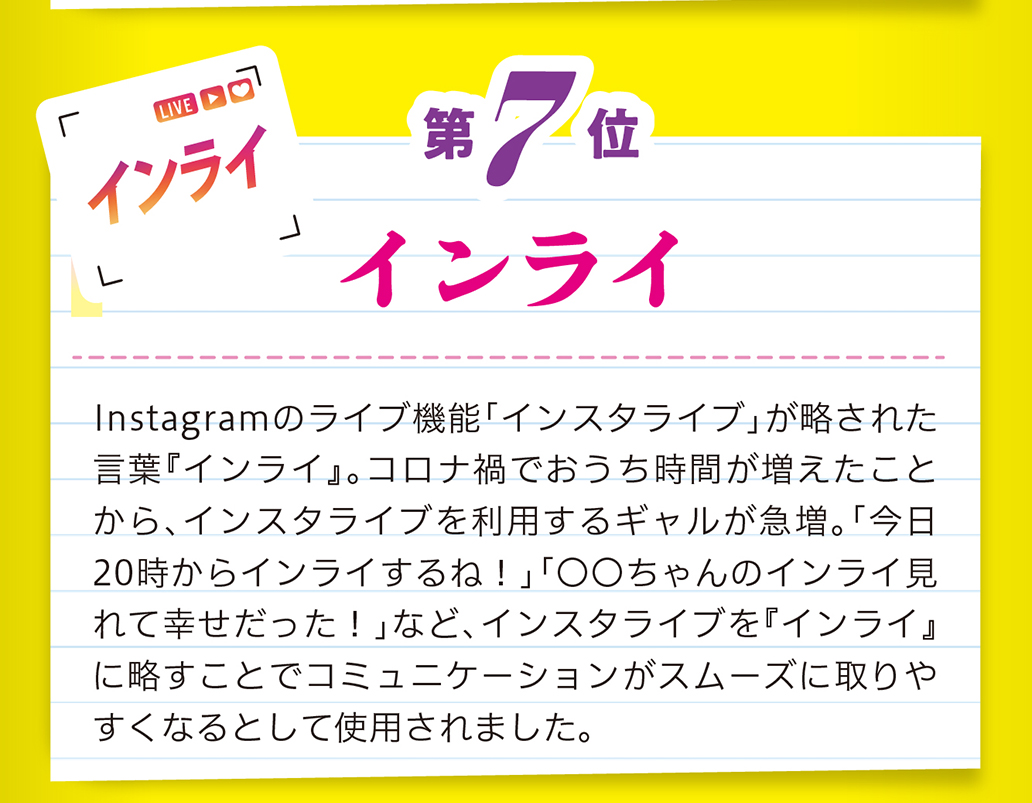 LIVE
インライ
第7位
インライ
Instagramのライブ機能「インスタライブ」が略された
言葉『インライ』。コロナ禍でおうち時間が増えたこと
から、インスタライブを利用するギャルが急増。「今日
20時からインライするね！」「〇〇ちゃんのインライ見
れて幸せだった！」など、インスタライブを『インライ』
に略すことでコミュニケーションがスムーズに取りや
すくなるとして使用されました。